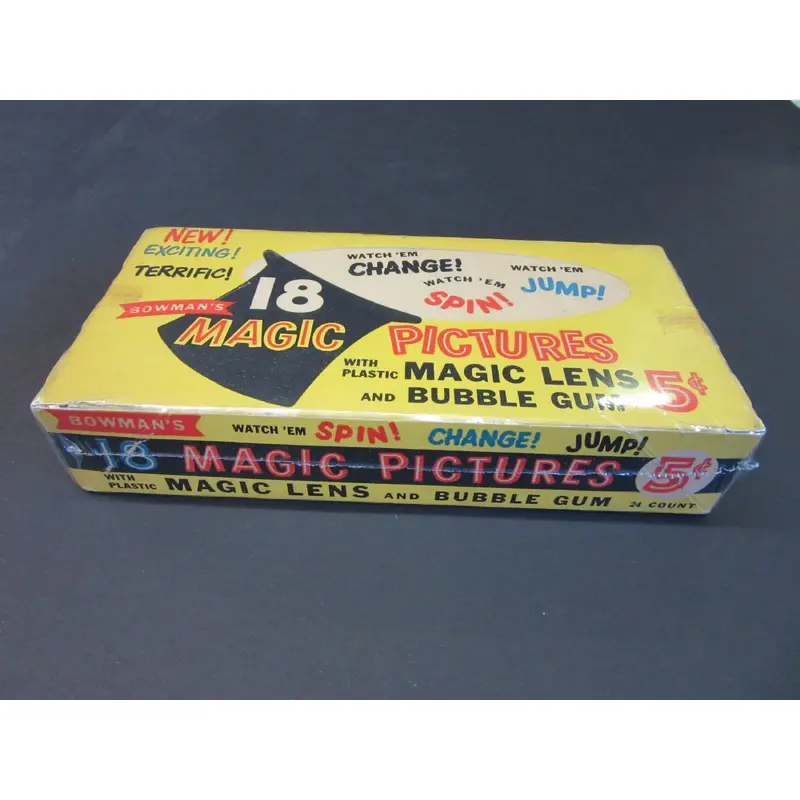 NEW!
EXCITING!
TERRIFIC!
WATCH 'EM
CHANGE!
WATCH 'EM
SPIN!
WATCH 'EM
JUMP!
BOWMAN'S
18
MAGIC PICTURES
WITH PLASTIC MAGIC LENS
AND BUBBLE GUM
5¢
BOWMAN'S
WATCH 'EM SPIN! CHANGE! JUMP!
18 MAGIC PICTURES 5¢
WITH PLASTIC MAGIC LENS AND BUBBLE GUM 24 COUNT